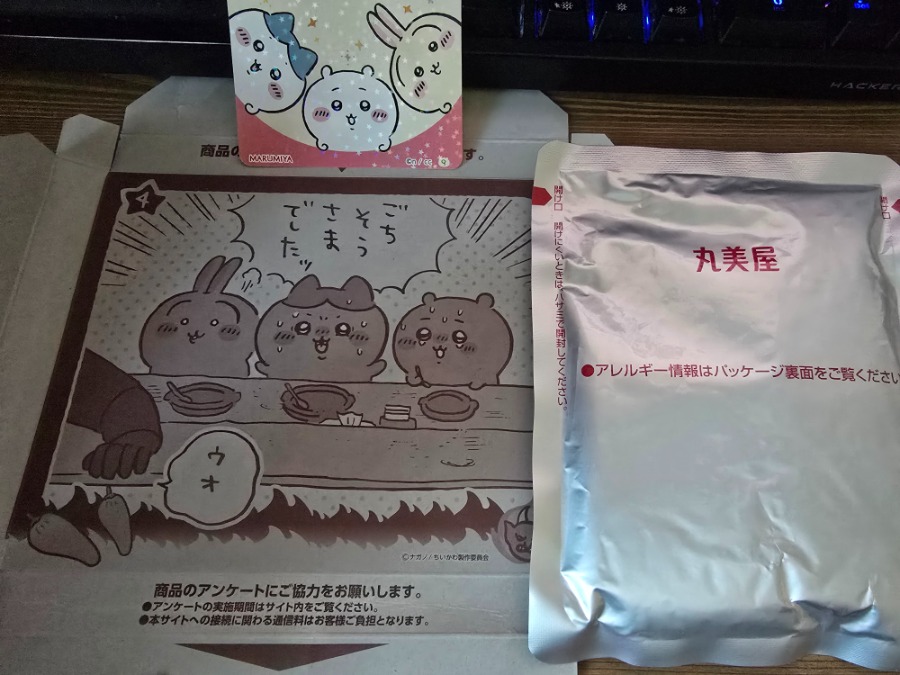 MARUMIYA
©n / cc
HACKER
商品の
す。
4
ごち
そう
さま
でしたッ
ウオ
©ナガノ / ちいかわ製作委員会
商品のアンケートにご協力をお願いします。
●アンケートの実施期間はサイト内をご覧ください。
●本サイトへの接続に関わる通信料はお客様ご負担となります。
開け口
開けにくいときはハサミで開封してください。
丸美屋
●アレルギー情報はパッケージ裏面をご覧ください
開け口